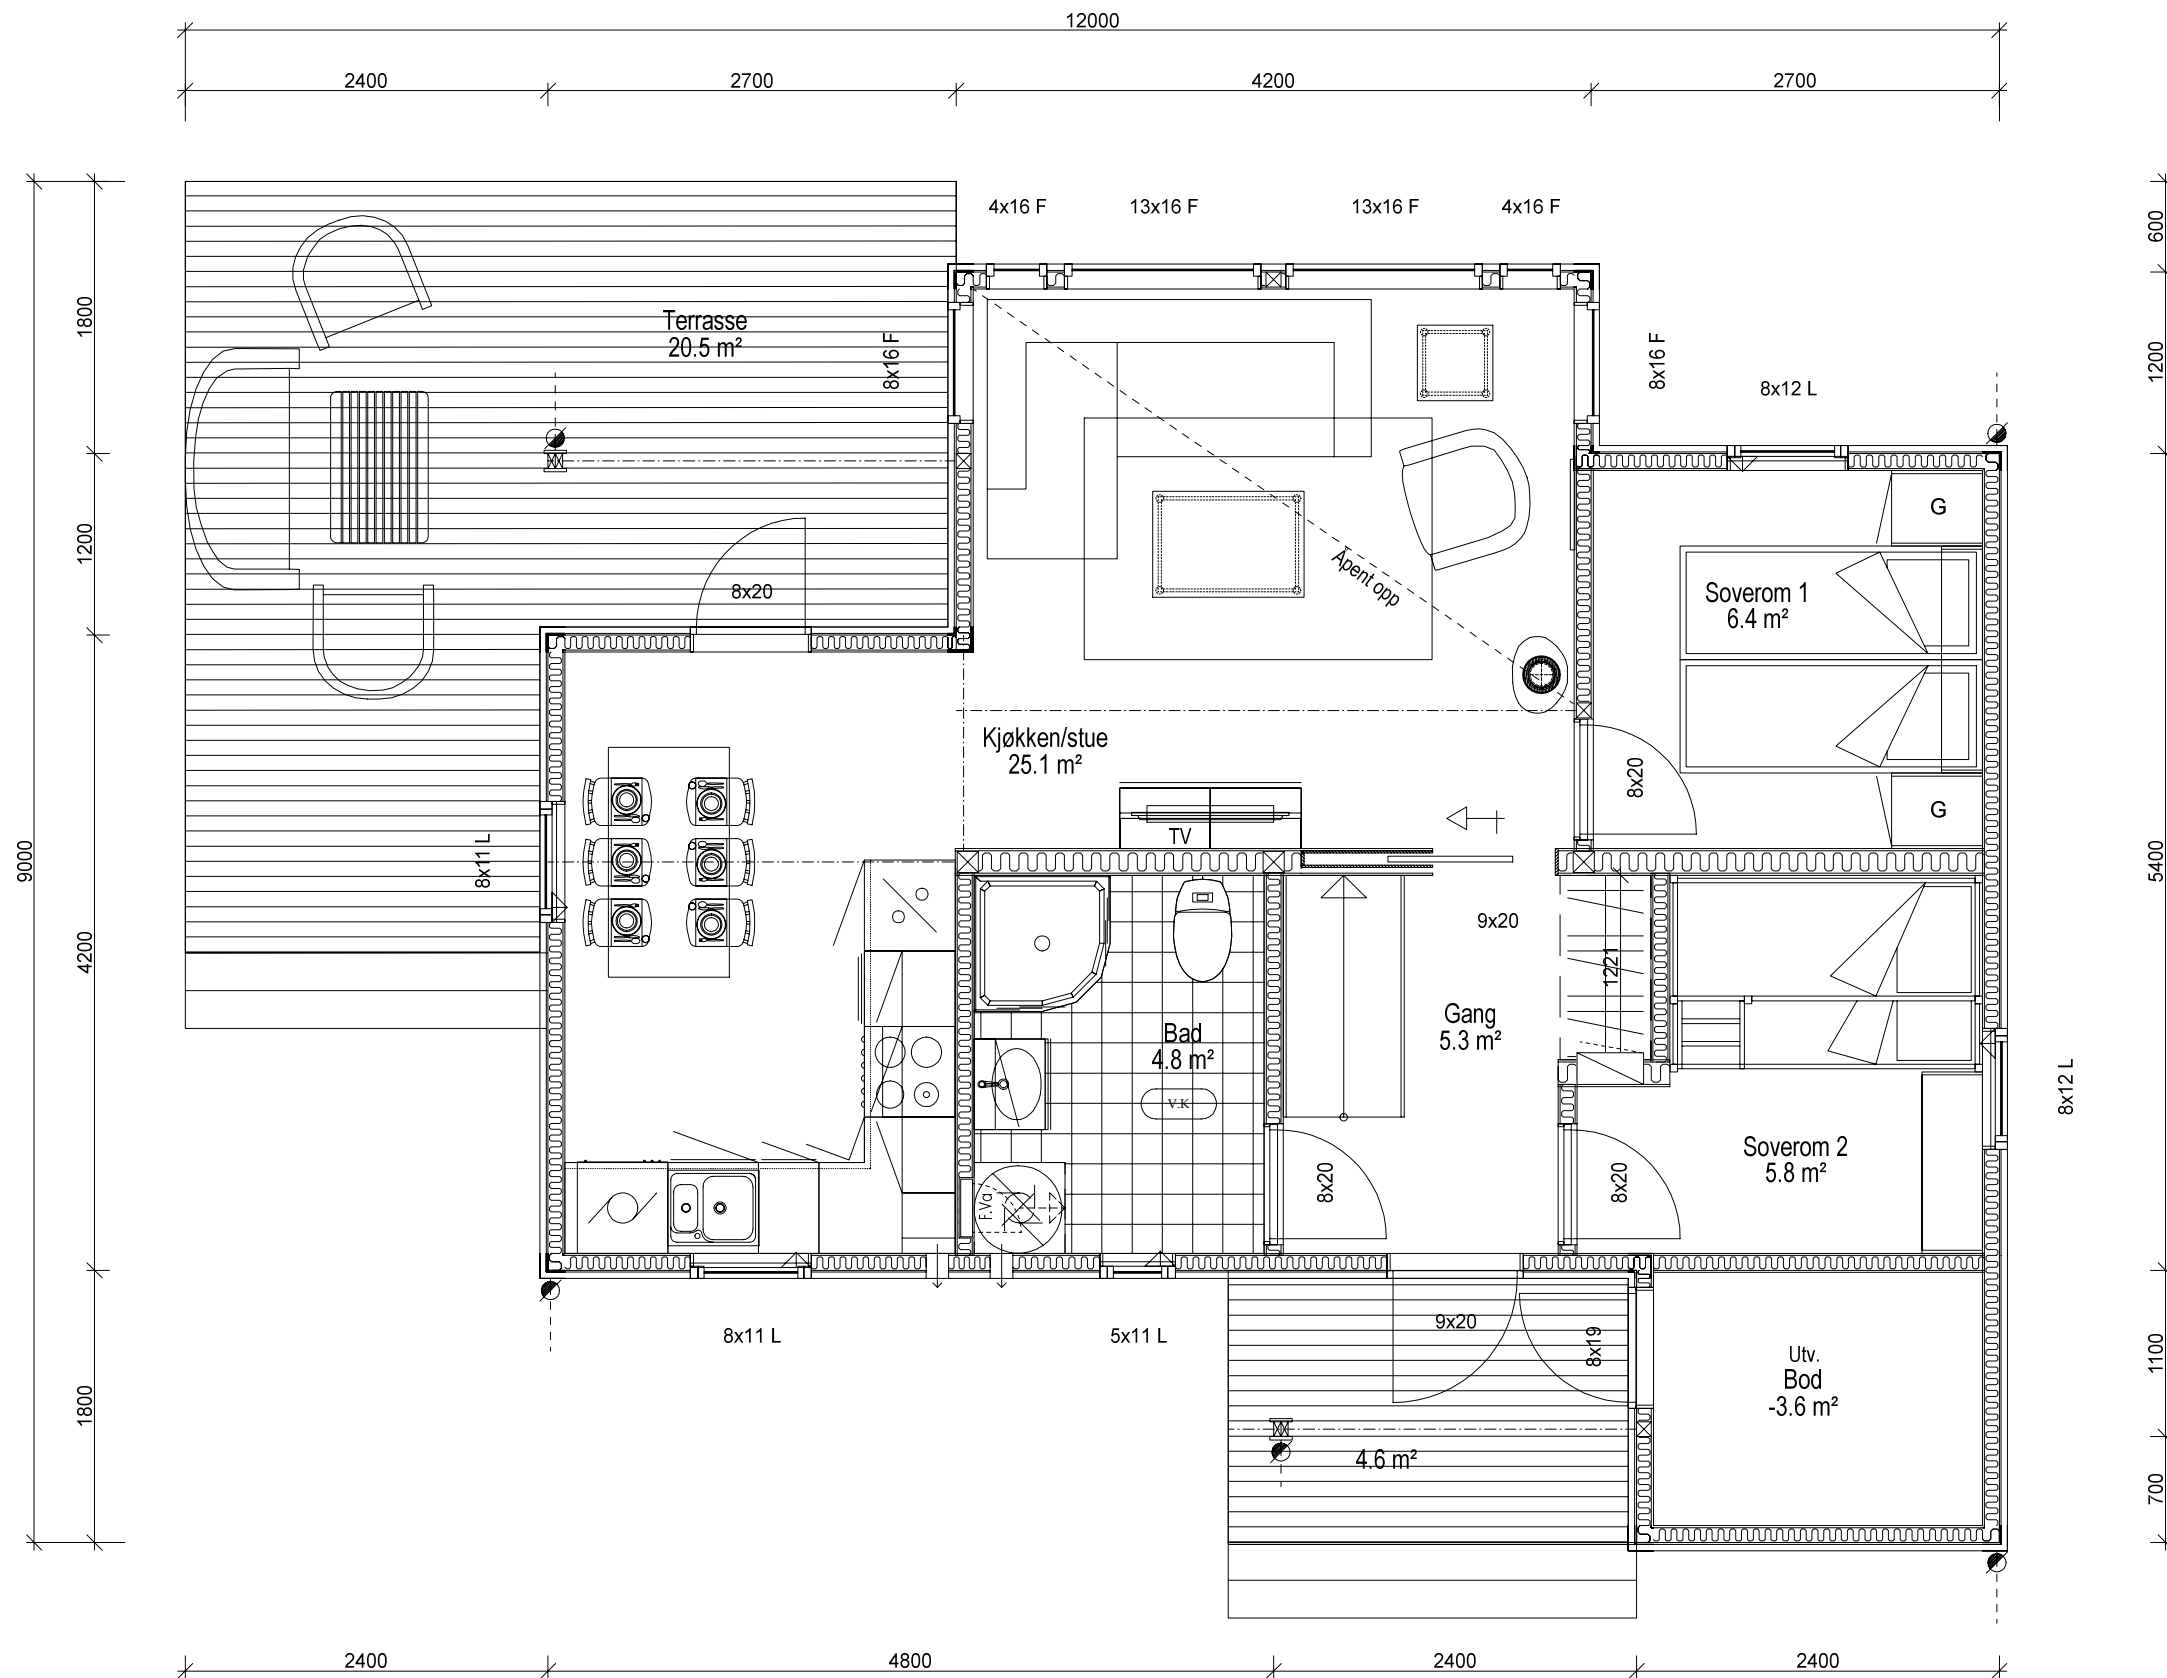 12000
2400 2700 4200 2700
4x16 F 13x16 F 13x16 F 4x16 F
600
1800
Terrasse
20.5 m²
8x16 F
8x16 F
1200
8x12 L
G
1200
8x20
Apent opp
Soverom 1
6.4 m²
Kjøkken/stue
25.1 m²
8x20
TV
G
9000
8x11 L
5400
9x20
4200
1221
Gang
5.3 m²
Bad
4.8 m²
V.K
8x12 L
Soverom 2
5.8 m²
F.Va
8x20
8x20
8x11 L
5x11 L
9x20
8x19
Utv.
Bod
-3.6 m²
1100
1800
4.6 m²
700
2400 4800 2400 2400